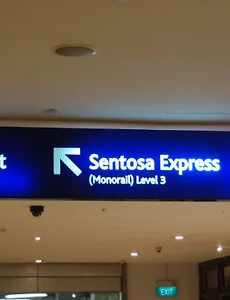 t
Sentosa Express
(Monorail) Level 3
EXIT